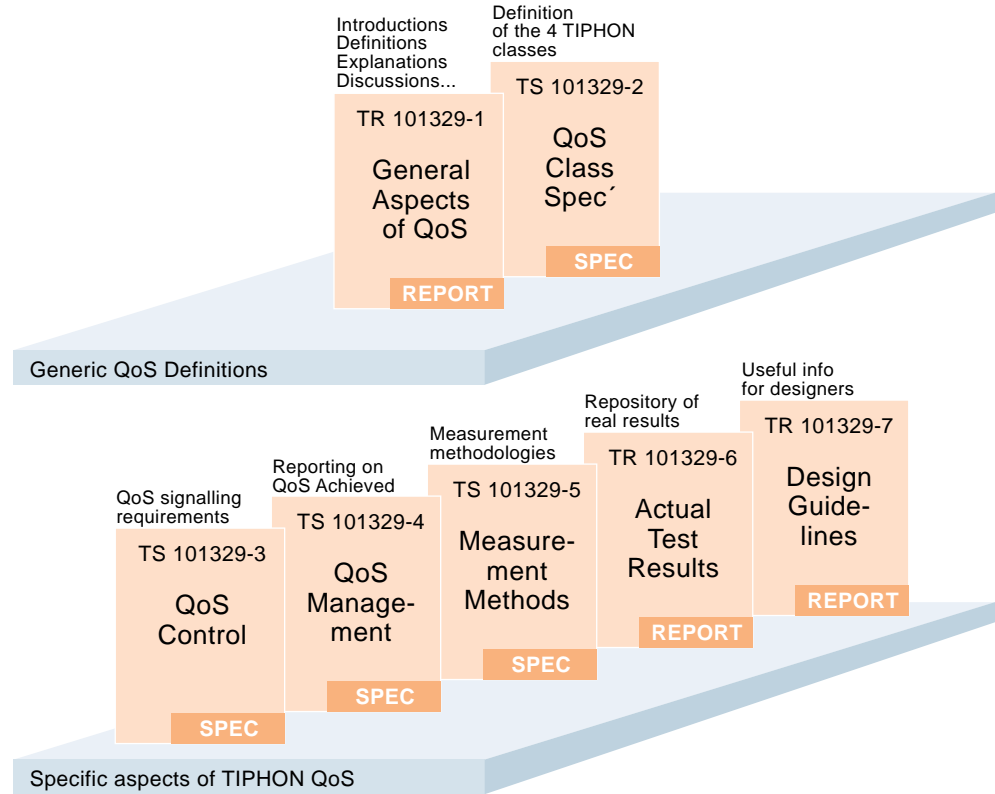 Introductions
Definitions
Explanations
Discussions...
TR 101329-1
General
Aspects
of QoS
REPORT
Definition
of the 4 TIPHON
classes
TS 101329-2
QoS
Class
Spec´
SPEC
Generic QoS Definitions
QoS signalling
requirements
TS 101329-3
QoS
Control
SPEC
Reporting on
QoS Achieved
TS 101329-4
QoS
Manage-
ment
SPEC
Measurement
methodologies
TS 101329-5
Measure-
ment
Methods
SPEC
Repository of
real results
TR 101329-6
Actual
Test
Results
REPORT
Useful info
for designers
TR 101329-7
Design
Guide-
lines
REPORT
Specific aspects of TIPHON QoS